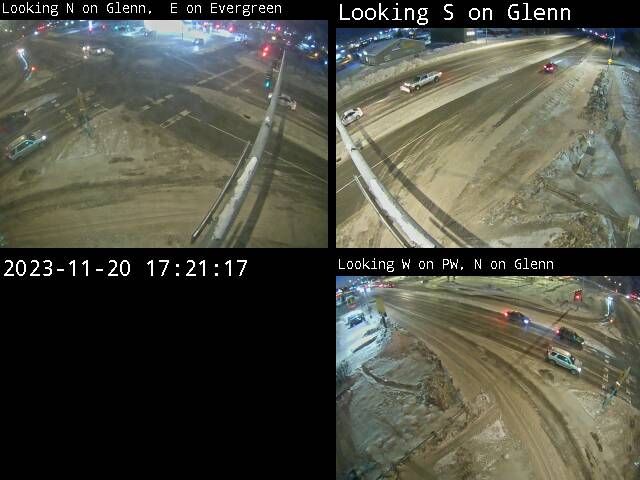 Looking N on Glenn, E on Evergreen
Looking S on Glenn
2023-11-20 17:21:17
Looking W on PW, N on Glenn